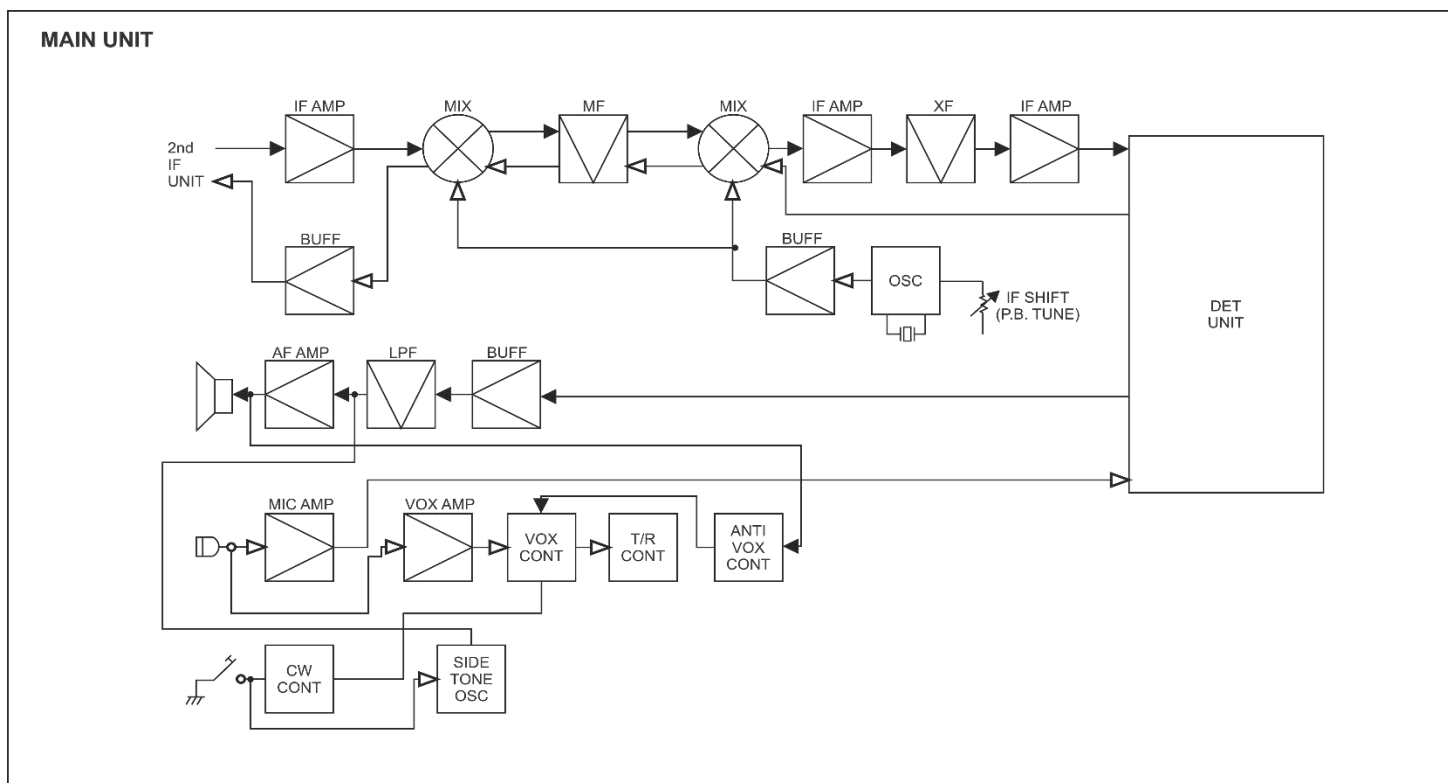 MAIN UNIT
IF AMP
MIX
MF
MIX
IF AMP
XF
IF AMP
2nd
IF
UNIT
BUFF
BUFF
OSC
IF SHIFT
(P.B. TUNE)
DET
UNIT
AF AMP
LPF
BUFF
MIC AMP
VOX AMP
VOX
CONT
T/R
CONT
ANTI
VOX
CONT
CW
CONT
SIDE
TONE
OSC